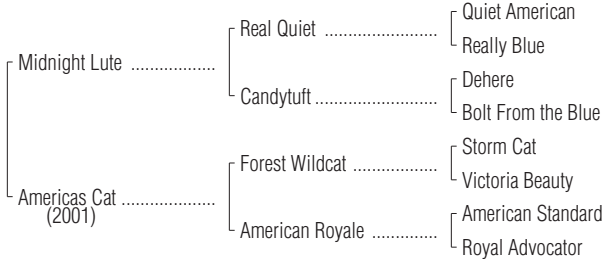 Quiet American
Real Quiet ........................
Really Blue
Midnight Lute ..................
Dehere
Candytuft ..........................
Bolt From the Blue
Storm Cat
Forest Wildcat ..................
Victoria Beauty
Americas Cat ....................
(2001)
American Standard
American Royale ..............
Royal Advocator